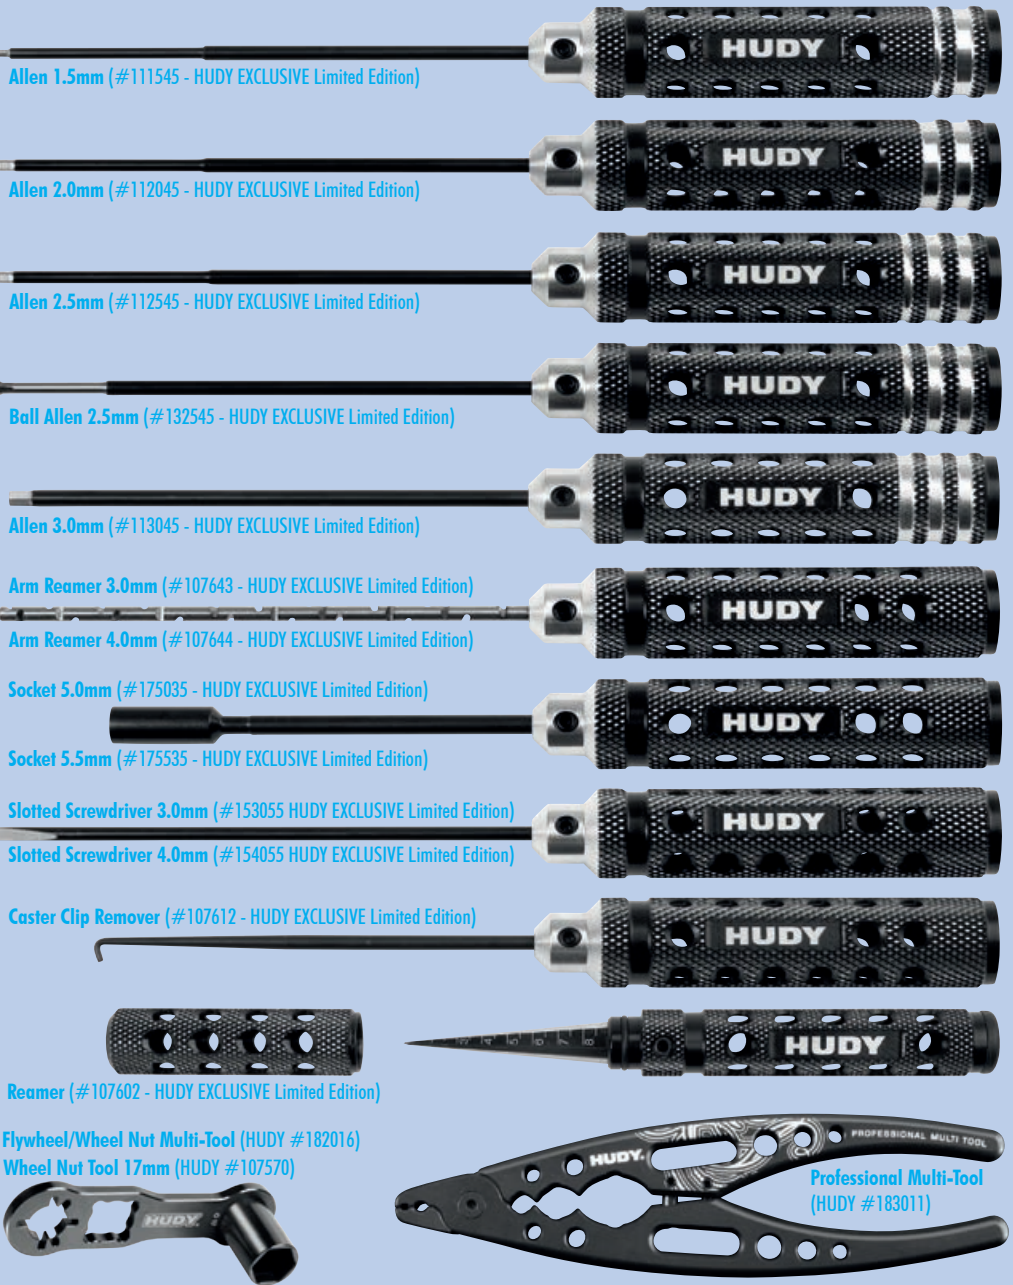 HUDY
Allen 1.5mm (#111545 - HUDY EXCLUSIVE Limited Edition)
HUDY
Allen 2.0mm (#112045 - HUDY EXCLUSIVE Limited Edition)
HUDY
Allen 2.5mm (#112545 - HUDY EXCLUSIVE Limited Edition)
HUDY
Ball Allen 2.5mm (#132545 - HUDY EXCLUSIVE Limited Edition)
HUDY
Allen 3.0mm (#113045 - HUDY EXCLUSIVE Limited Edition)
Arm Reamer 3.0mm (#107643 - HUDY EXCLUSIVE Limited Edition)
HUDY
Arm Reamer 4.0mm (#107644 - HUDY EXCLUSIVE Limited Edition)
Socket 5.0mm (#175035 - HUDY EXCLUSIVE Limited Edition)
HUDY
Socket 5.5mm (#175535 - HUDY EXCLUSIVE Limited Edition)
Slotted Screwdriver 3.0mm (#153055 HUDY EXCLUSIVE Limited Edition)
HUDY
Slotted Screwdriver 4.0mm (#154055 HUDY EXCLUSIVE Limited Edition)
Caster Clip Remover (#107612 - HUDY EXCLUSIVE Limited Edition)
HUDY
3 4 5 6 7 8
HUDY
Reamer (#107602 - HUDY EXCLUSIVE Limited Edition)
Flywheel/Wheel Nut Multi-Tool (HUDY #182016)
Wheel Nut Tool 17mm (HUDY #107570)
HUDY
HUDY.
PROFESSIONAL MULTI TOOL
Professional Multi-Tool
(HUDY #183011)